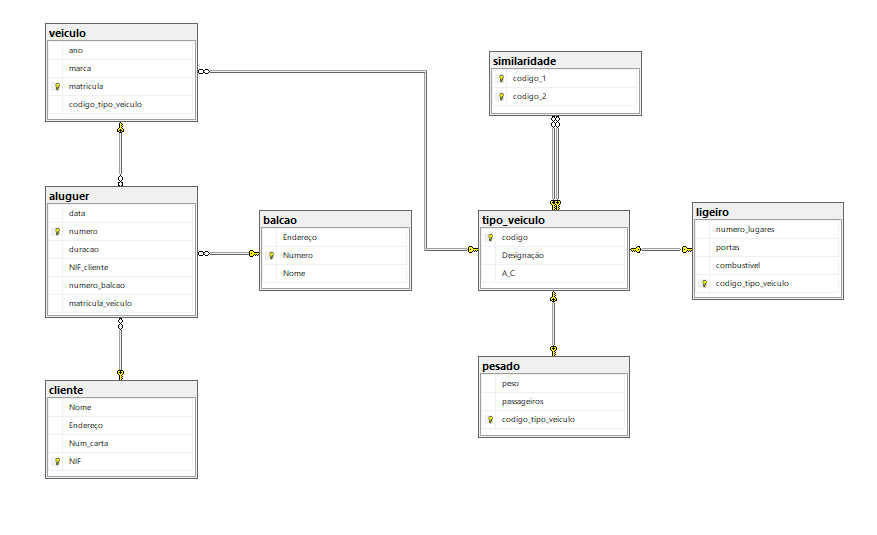 veiculo
ano
marca
matricula
codigo_tipo_veiculo
similaridade
codigo_1
codigo_2
aluguer
data
numero
duracao
NIF_cliente
numero_balcao
matricula_veiculo
balcao
Endereço
Numero
Nome
tipo_veiculo
codigo
Designação
A_C
ligeiro
numero_lugares
portas
combustivel
codigo_tipo_veiculo
pesado
peso
passageiros
codigo_tipo_veiculo
cliente
Nome
Endereço
Num_carta
NIF